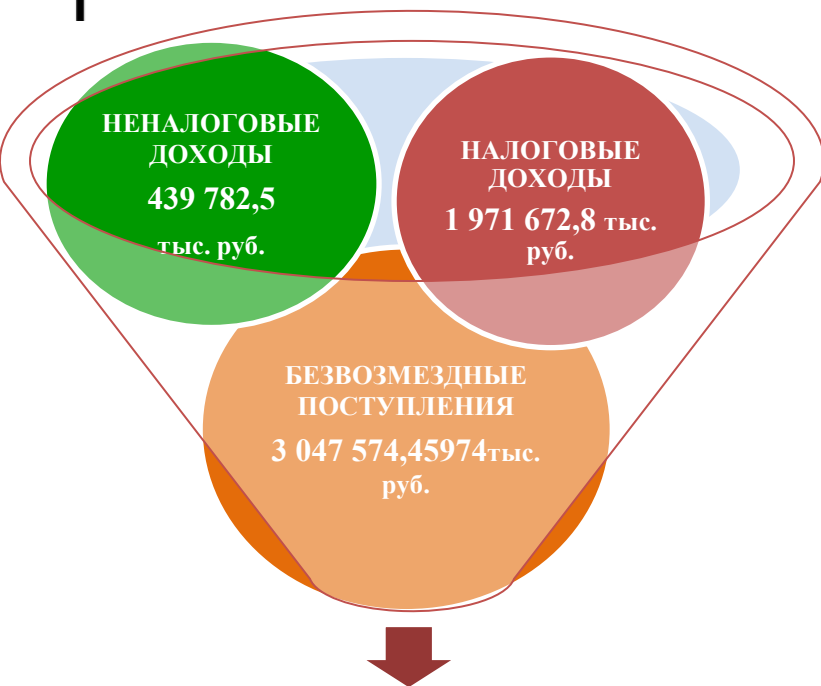 НЕНАЛОГОВЫЕ
ДОХОДЫ
439 782,5
тыс. руб.
НАЛОГОВЫЕ
ДОХОДЫ
1 971 672,8 тыс.
руб.
БЕЗВОЗМЕЗДНЫЕ
ПОСТУПЛЕНИЯ
3 047 574,45974тыс.
руб.